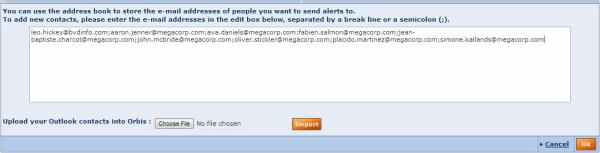 You can use the address book to store the e-mail addresses of people you want to send alerts to.
To add new contacts, please enter the e-mail addresses in the edit box below, separated by a break line or a semicolon (;).
leo.hickey@bvdinfo.com;aaron.jenner@megacorp.com;ava.daniels@megacorp.com;fabien.salmon@megacorp.com;jean-
baptiste.charcot@megacorp.com;john.mcbride@megacorp.com;oliver.stickler@megacorp.com;placido.martinez@megacorp.com;simone.kallands@megacorp.com
Upload your Outlook contacts into Orbis : Choose File No file chosen Import
Cancel OK